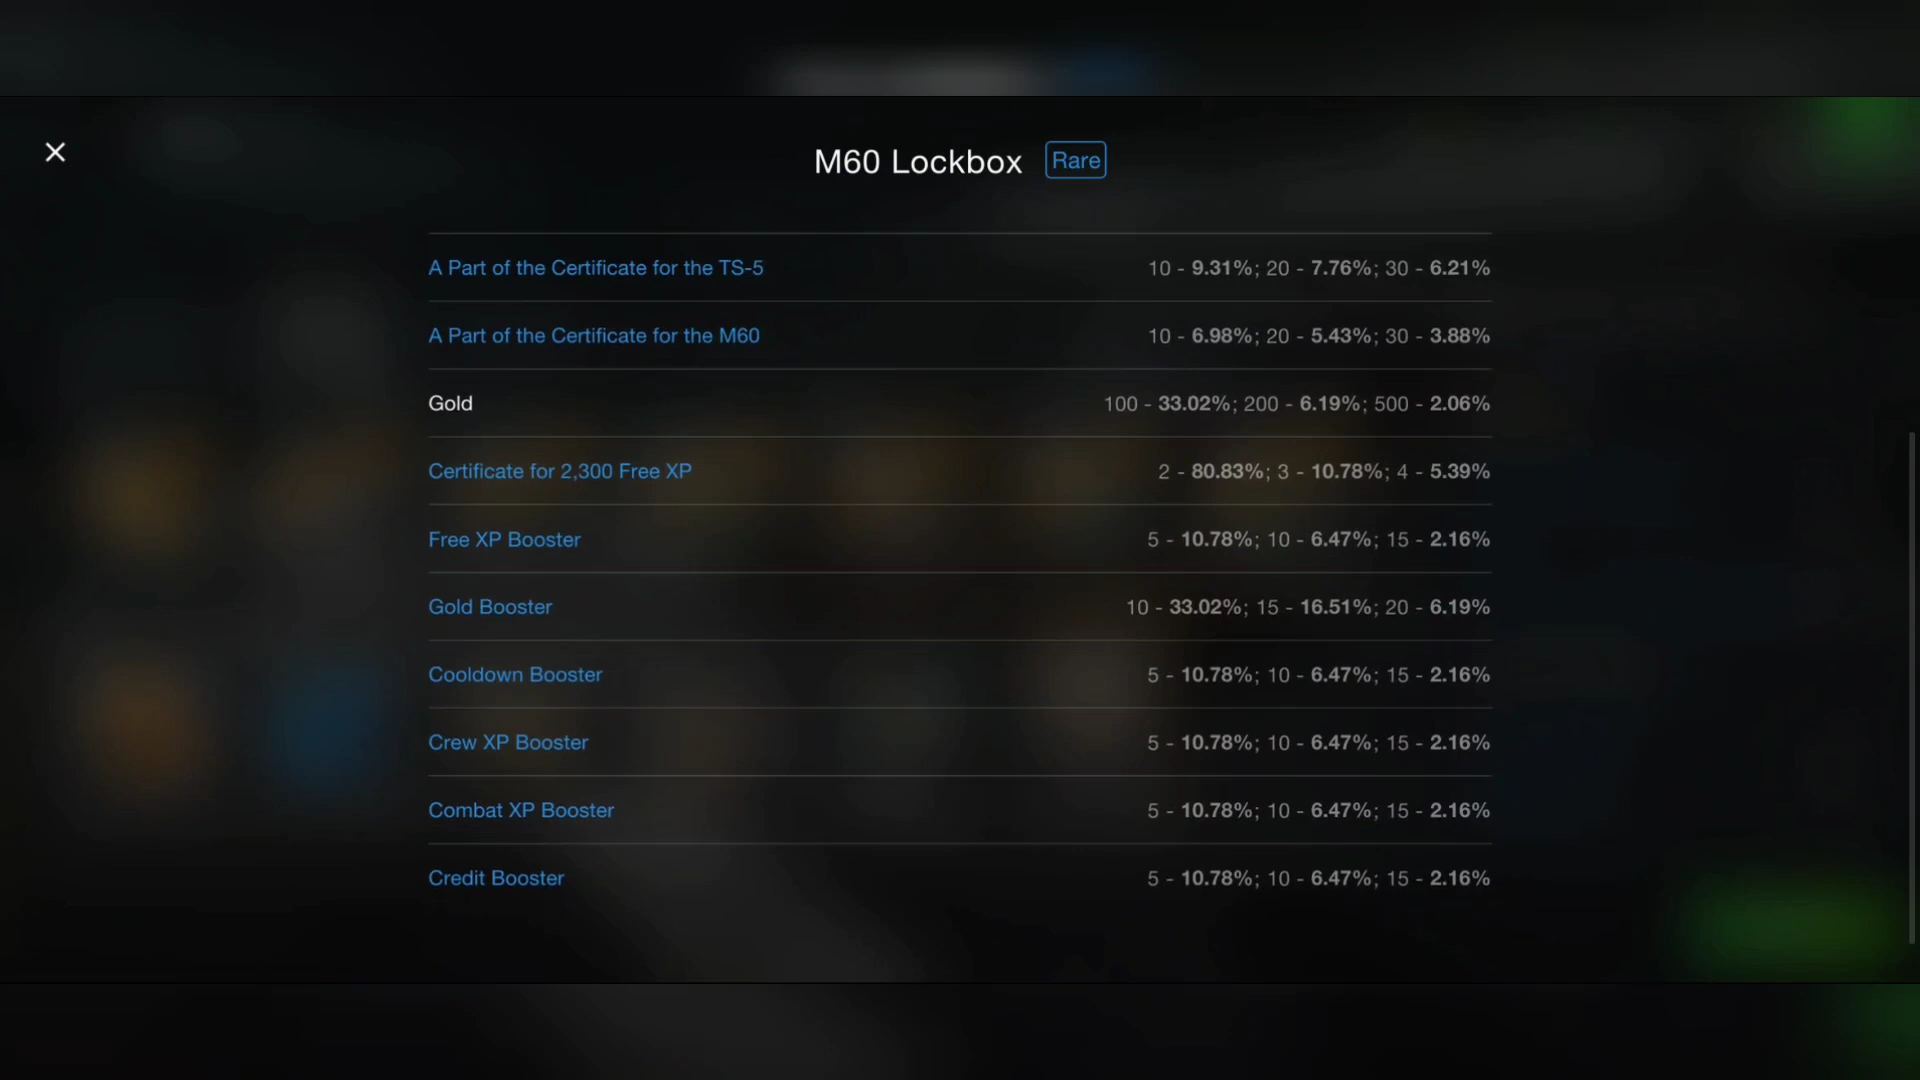 M60 Lockbox Rare
A Part of the Certificate for the TS-5 10 - 9.31%; 20 - 7.76%; 30 - 6.21%
A Part of the Certificate for the M60 10 - 6.98%; 20 - 5.43%; 30 - 3.88%
Gold 100 - 33.02%; 200 - 6.19%; 500 - 2.06%
Certificate for 2,300 Free XP 2 - 80.83%; 3 - 10.78%; 4 - 5.39%
Free XP Booster 5 - 10.78%; 10 - 6.47%; 15 - 2.16%
Gold Booster 10 - 33.02%; 15 - 16.51%; 20 - 6.19%
Cooldown Booster 5 - 10.78%; 10 - 6.47%; 15 - 2.16%
Crew XP Booster 5 - 10.78%; 10 - 6.47%; 15 - 2.16%
Combat XP Booster 5 - 10.78%; 10 - 6.47%; 15 - 2.16%
Credit Booster 5 - 10.78%; 10 - 6.47%; 15 - 2.16%